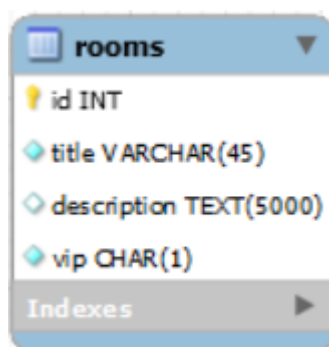 rooms
id INT
title VARCHAR(45)
description TEXT(5000)
vip CHAR(1)
Indexes